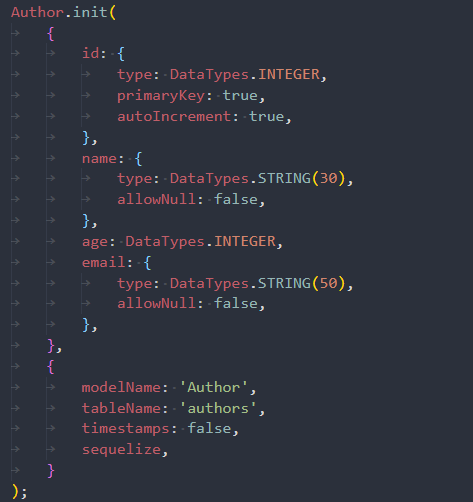 Author.init(
{
id: {
type: DataTypes.INTEGER,
primaryKey: true,
autoIncrement: true,
},
name: {
type: DataTypes.STRING(30),
allowNull: false,
},
age: DataTypes.INTEGER,
email: {
type: DataTypes.STRING(50),
allowNull: false,
},
},
{
modelName: 'Author',
tableName: 'authors',
timestamps: false,
sequelize,
}
);